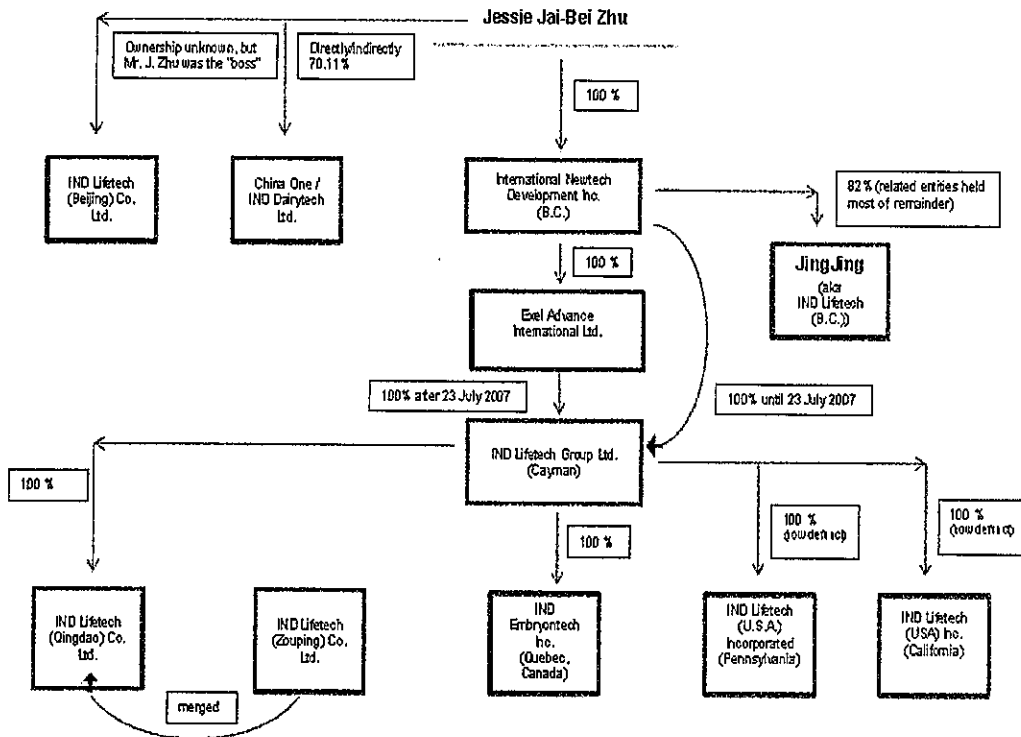 Jessie Jai-Bei Zhu
Ownership unknown, but
Mr. J. Zhu was the "boss"
Directly/Indirectly
70.11%
100 %
IND Lifetech
(Beijing) Co.
Ltd.
China One /
IND Dairytech
Ltd.
International Newtech
Development Inc.
(B.C.)
82% (related entities held
most of remainder)
JingJing
(aka
IND Lifetech
(B.C.))
100 %
Exel Advance
International Ltd.
100% after 23 July 2007
100% until 23 July 2007
IND Lifetech Group Ltd.
(Cayman)
100 %
100 %
100 %
100 %
IND Lifetech
(Qingdao) Co.
Ltd.
IND Lifetech
(Zouping) Co.
Ltd.
IND
Embryontech
Inc.
(Quebec,
Canada)
IND Lifetech
(U.S.A.)
Incorporated
(Pennsylvania)
IND Lifetech
(USA) Inc.
(California)
merged